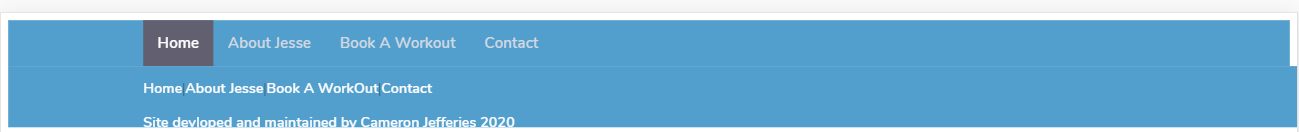 Home About Jesse Book A Workout Contact
Home|About Jesse|Book A WorkOut|Contact
Site devloped and maintained by Cameron Jefferies 2020